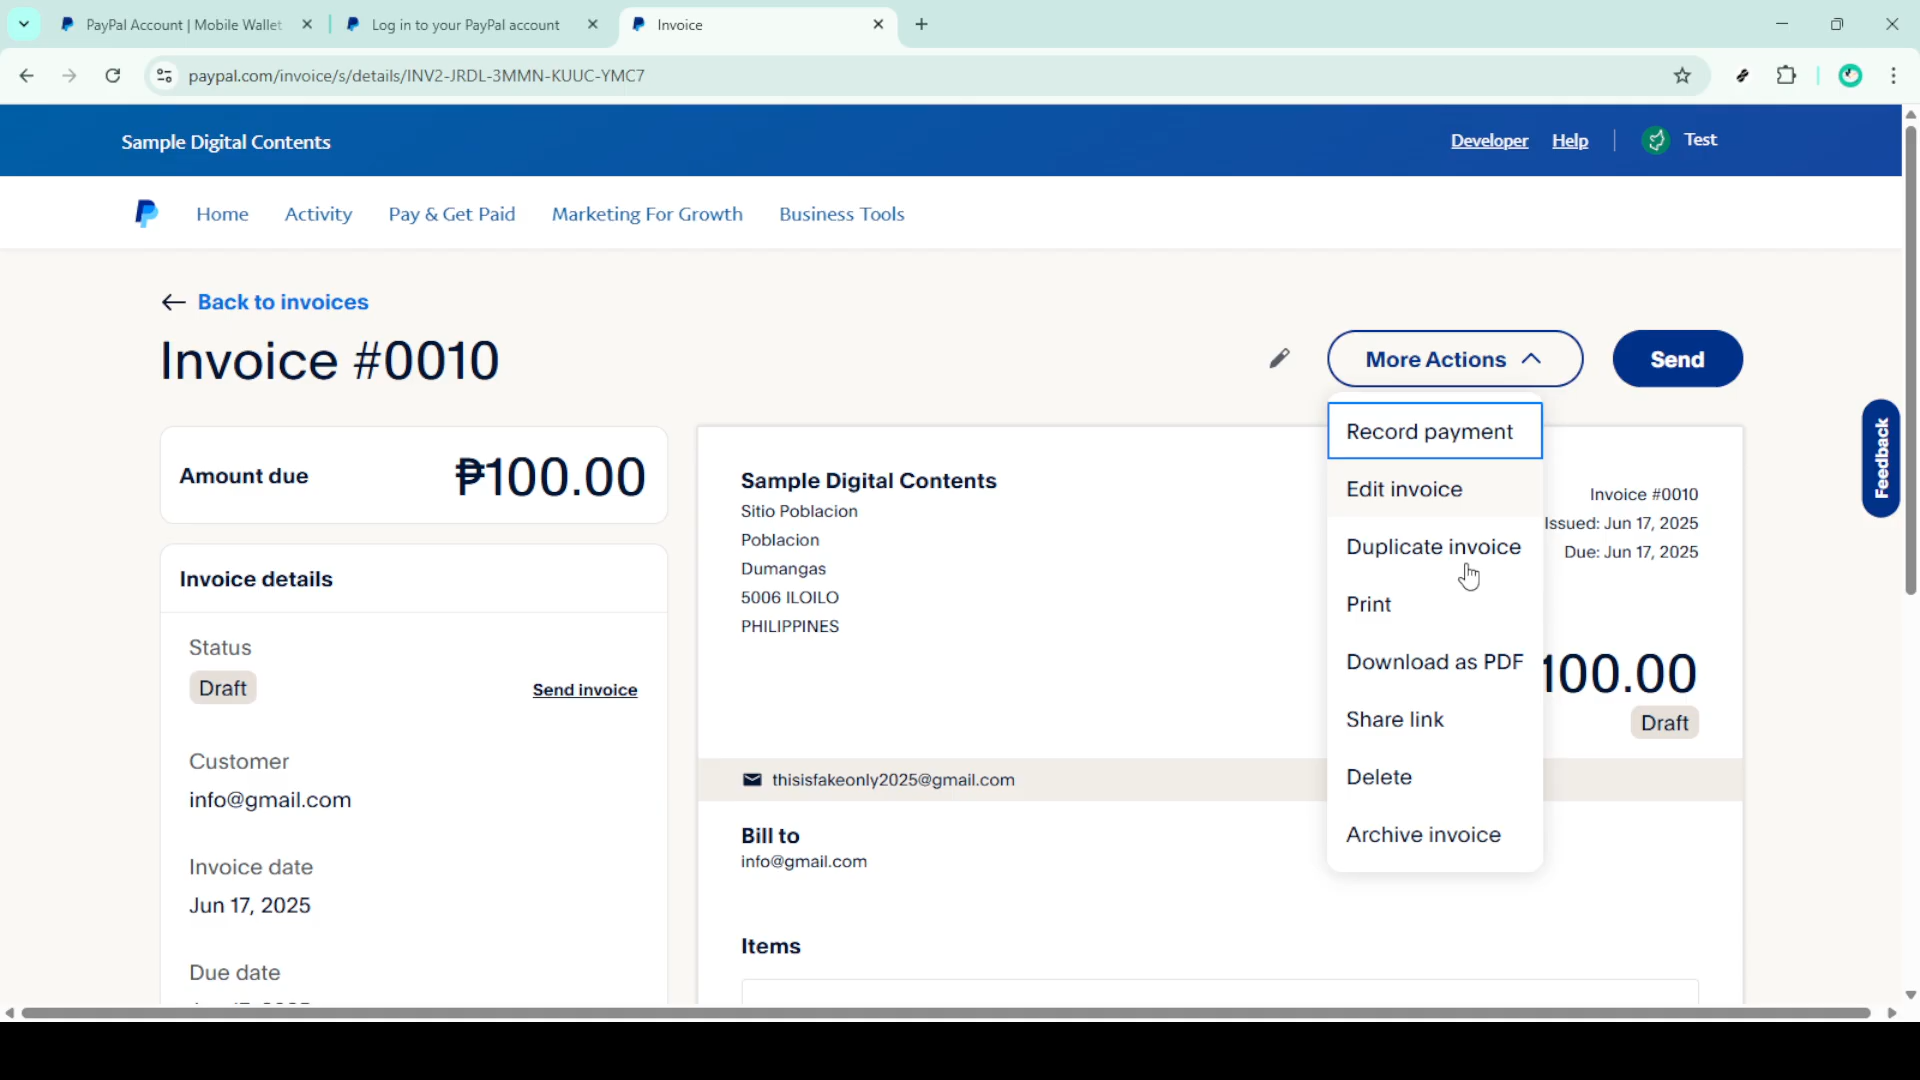 PayPal Account | Mobile Wallet
Log in to your PayPal account
Invoice
paypal.com/invoice/s/details/INV2-JRDL-3MMN-KUUC-YMC7
Sample Digital Contents
Developer Help Test
Home Activity Pay & Get Paid Marketing For Growth Business Tools
Back to invoices
Invoice #0010
More Actions
Send
Amount due ₱100.00
Invoice details
Status
Draft
Send invoice
Customer
info@gmail.com
Invoice date
Jun 17, 2025
Due date
Sample Digital Contents
Sitio Poblacion
Poblacion
Dumangas
5006 ILOILO
PHILIPPINES
thisisfakeonly2025@gmail.com
Bill to
info@gmail.com
Items
Record payment
Edit invoice
Duplicate invoice
Print
Download as PDF
Share link
Delete
Archive invoice
Invoice #0010
Issued: Jun 17, 2025
Due: Jun 17, 2025
100.00
Draft
Feedback